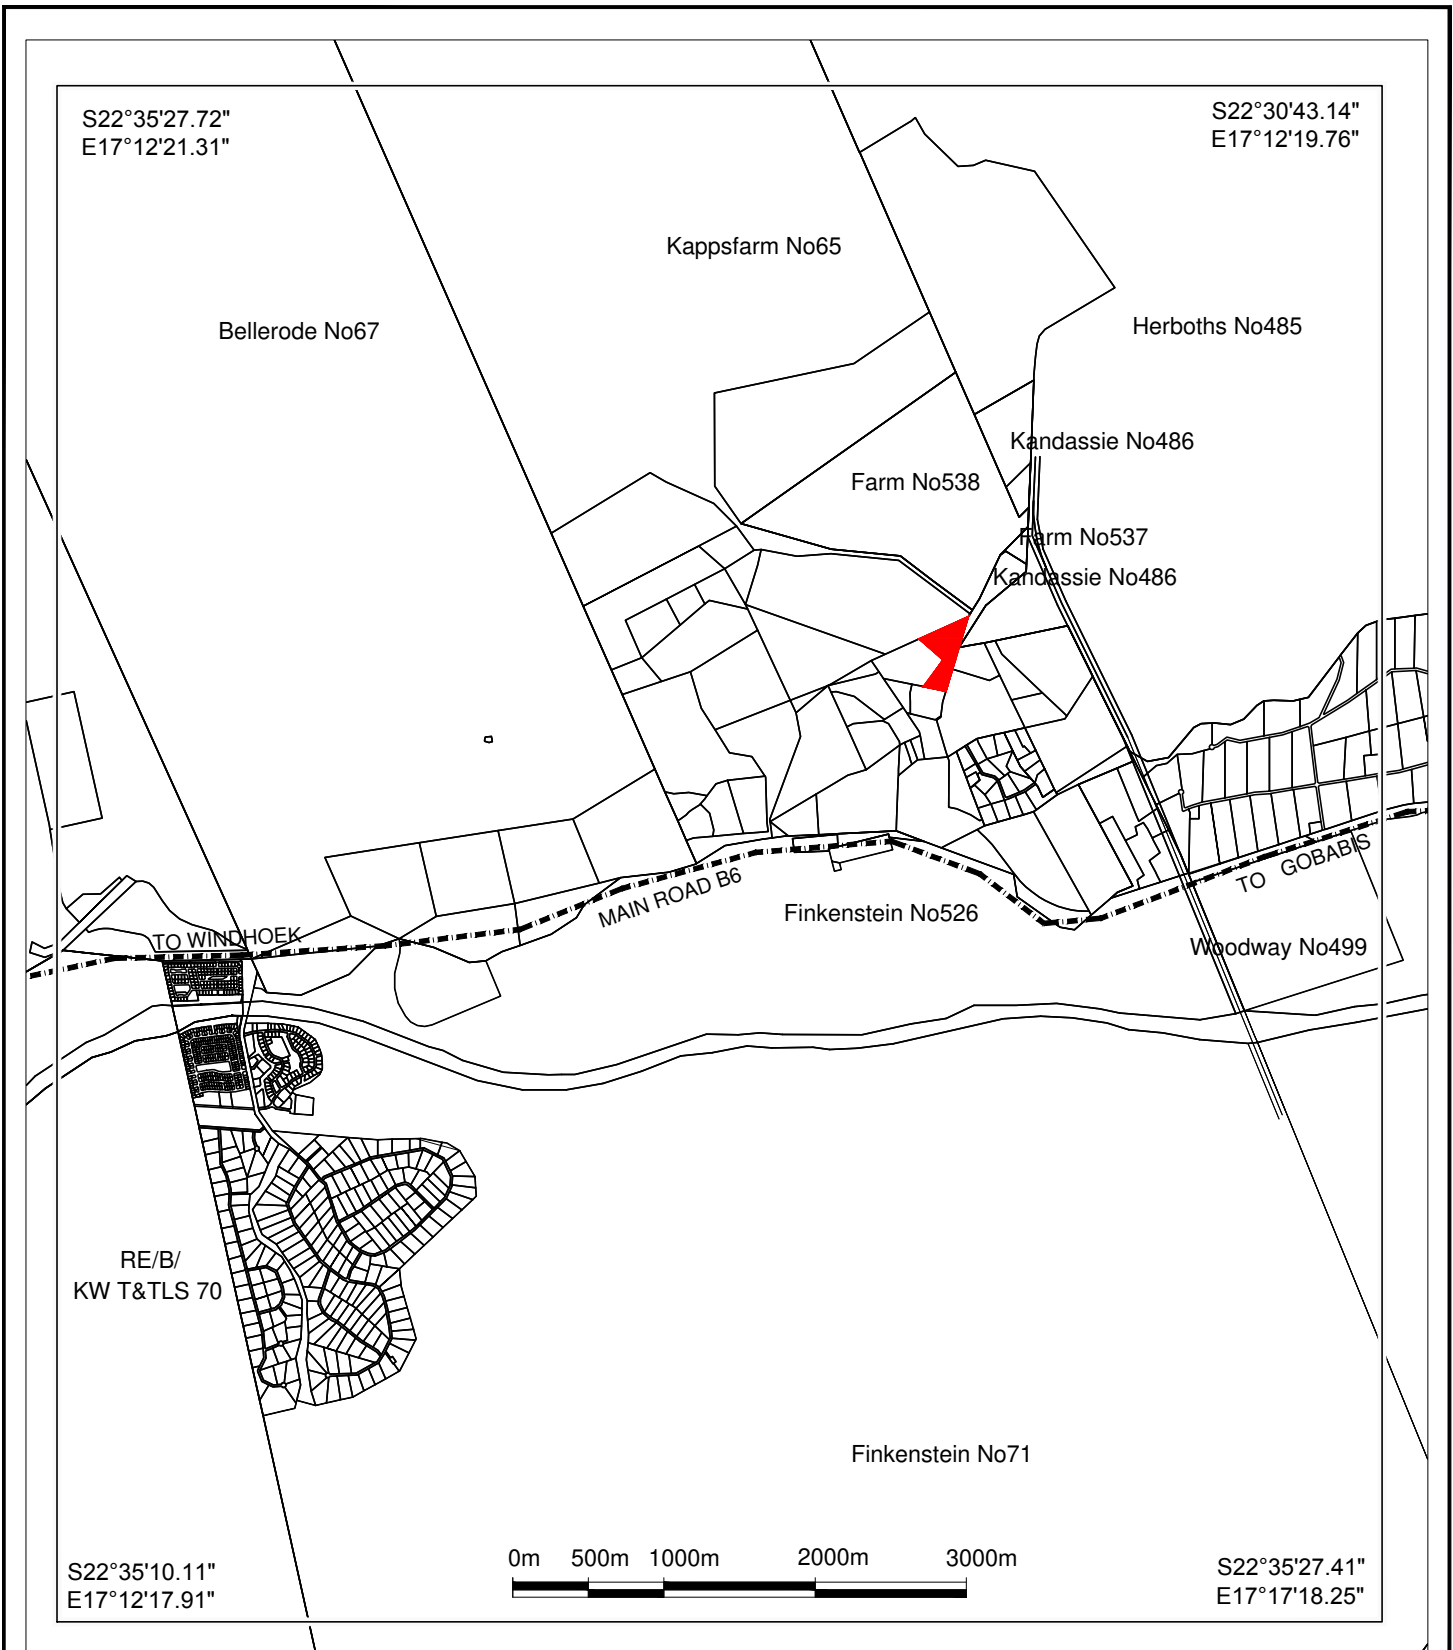 S22°35'27.72"
E17°12'21.31"
S22°30'43.14"
E17°12'19.76"
Kappsfarm No65
Bellerode No67
Herboths No485
Kandassie No486
Farm No538
Farm No537
Kandassie No486
MAIN ROAD B6
TO GOBABIS
Finkenstein No526
TO WINDHOEK
Woodway No499
RE/B/
KW T&TLS 70
Finkenstein No71
0m 500m 1000m 2000m 3000m
S22°35'10.11"
E17°12'17.91"
S22°35'27.41"
E17°17'18.25"